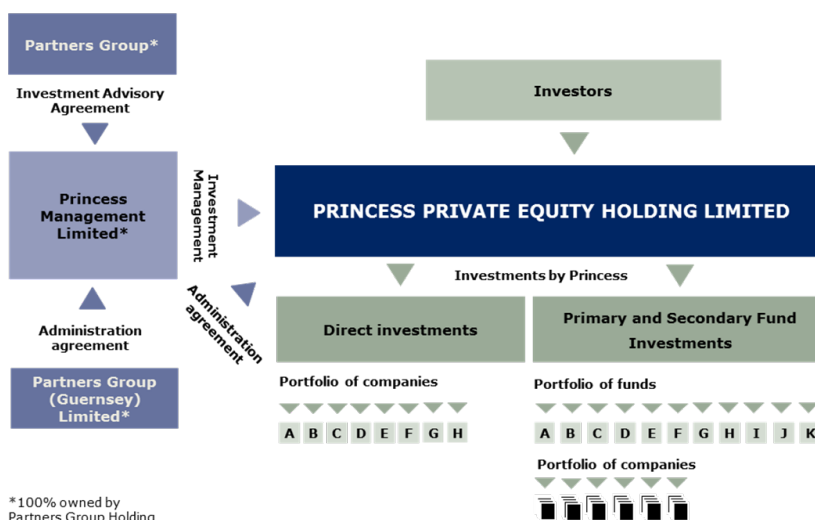 Partners Group*
Investment Advisory
Agreement
Princess
Management
Limited*
Administration
agreement
Partners Group
(Guernsey)
Limited*
*100% owned by
Partners Group Holding
Investment
Management
Administration
agreement
Investors
PRINCESS PRIVATE EQUITY HOLDING LIMITED
Investments by Princess
Direct investments
Primary and Secondary Fund
Investments
Portfolio of companies
A B C D E F G H
Portfolio of funds
A B C D E F G H I J K
Portfolio of companies